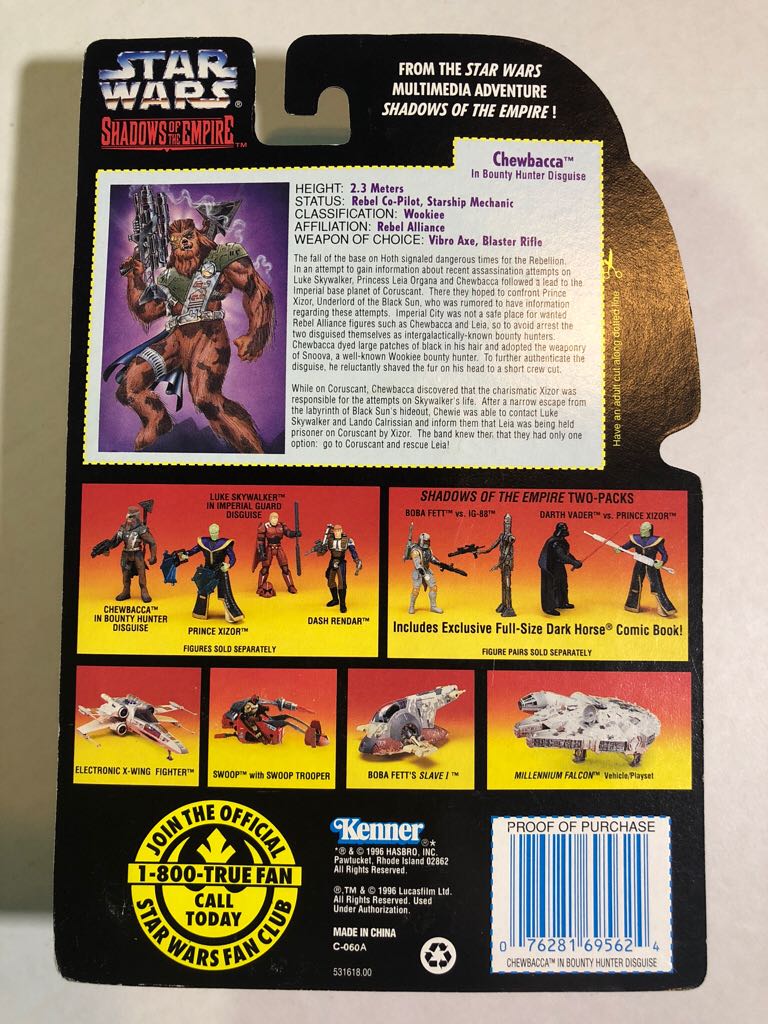 STAR
WARS®
SHADOWS OF THE EMPIRE™
FROM THE STAR WARS
MULTIMEDIA ADVENTURE
SHADOWS OF THE EMPIRE !
Chewbacca™
In Bounty Hunter Disguise
HEIGHT: 2.3 Meters
STATUS: Rebel Co-Pilot, Starship Mechanic
CLASSIFICATION: Wookiee
AFFILIATION: Rebel Alliance
WEAPON OF CHOICE: Vibro Axe, Blaster Rifle
The fall of the base on Hoth signaled dangerous times for the Rebellion.
In an attempt to gain information about recent assassination attempts on
Luke Skywalker, Princess Leia Organa and Chewbacca followed a lead to the
Imperial base planet of Coruscant. There they hoped to confront Prince
Xizor, Underlord of the Black Sun, who was rumored to have information
regarding these attempts. Imperial City was not a safe place for wanted
Rebel Alliance figures such as Chewbacca and Leia, so to avoid arrest the
two disguised themselves as intergalactically-known bounty hunters.
Chewbacca dyed large patches of black in his hair and adopted the weaponry
of Snoova, a well-known Wookiee bounty hunter. To further authenticate the
disguise, he reluctantly shaved the fur on his head to a short crew cut.
While on Coruscant, Chewbacca discovered that the charismatic Xizor was
responsible for the attempts on Skywalker's life. After a narrow escape from
the labyrinth of Black Sun's hideout, Chewie was able to contact Luke
Skywalker and Lando Calrissian and inform them that Leia was being held
prisoner on Coruscant by Xizor. The band knew then that they had only one
option: go to Coruscant and rescue Leia!
Have an adult cut along dotted line
LUKE SKYWALKER™
IN IMPERIAL GUARD
DISGUISE
CHEWBACCA™
IN BOUNTY HUNTER
DISGUISE
PRINCE XIZOR™
DASH RENDAR™
FIGURES SOLD SEPARATELY
SHADOWS OF THE EMPIRE TWO-PACKS
BOBA FETT™ vs. IG-88™
DARTH VADER™ vs. PRINCE XIZOR™
Includes Exclusive Full-Size Dark Horse® Comic Book!
FIGURE PAIRS SOLD SEPARATELY
ELECTRONIC X-WING FIGHTER™
SWOOP™ with SWOOP TROOPER
BOBA FETT'S SLAVE I™
MILLENNIUM FALCON™ Vehicle/Playset
JOIN THE OFFICIAL
1-800-TRUE FAN
CALL
TODAY
STAR WARS FAN CLUB
Kenner®*
*® & © 1996 HASBRO, INC.
Pawtucket, Rhode Island 02862
All Rights Reserved.
®,™ & © 1996 Lucasfilm Ltd.
All Rights Reserved. Used
Under Authorization.
MADE IN CHINA
C-060A
531618.00
PROOF OF PURCHASE
0 76281 69562 4
CHEWBACCA™ IN BOUNTY HUNTER DISGUISE